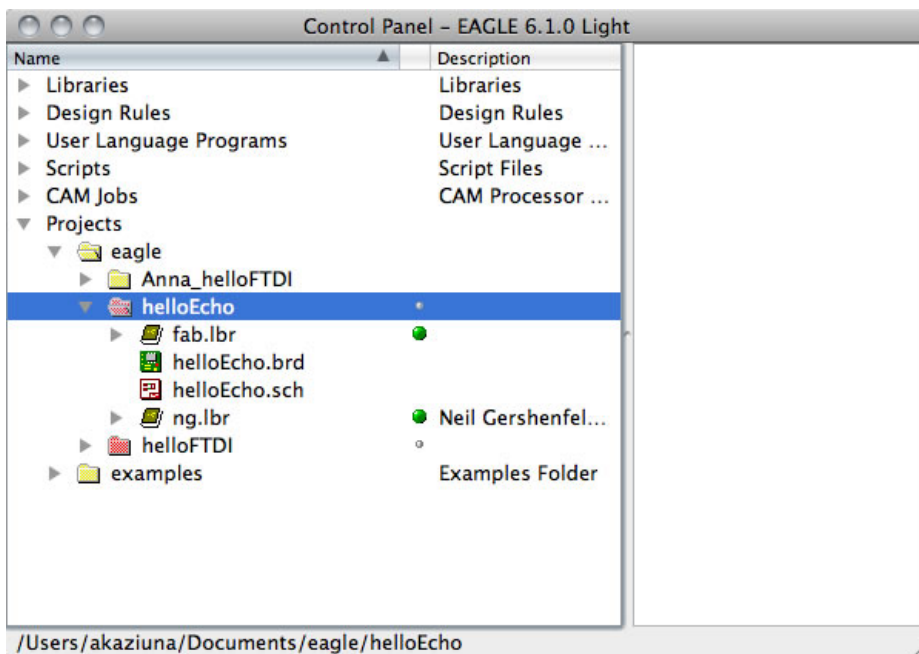 Control Panel – EAGLE 6.1.0 Light
Name Description
Libraries Libraries
Design Rules Design Rules
User Language Programs User Language ...
Scripts Script Files
CAM Jobs CAM Processor ...
Projects
eagle
Anna_helloFTDI
helloEcho
fab.lbr
helloEcho.brd
helloEcho.sch
ng.lbr Neil Gershenfel...
helloFTDI
examples Examples Folder
/Users/akaziuna/Documents/eagle/helloEcho